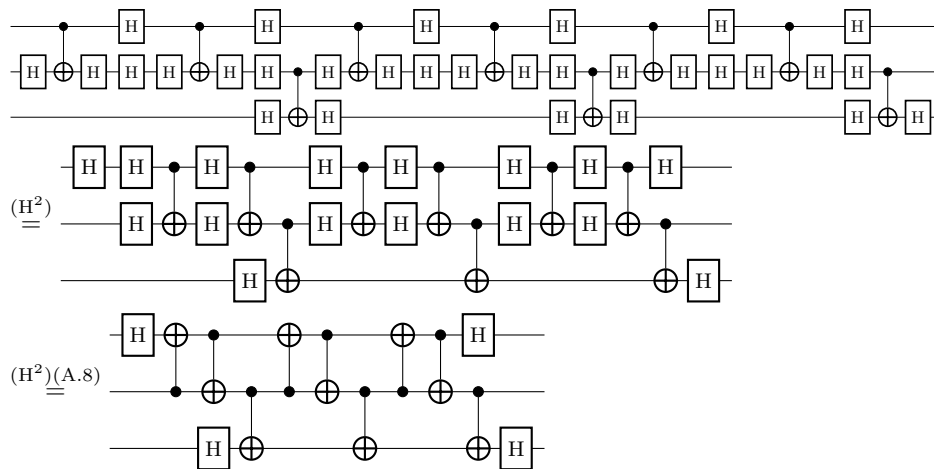 H H H H H H
H H H H H H H H H H H H H H H H H H
H H H H H H
H H H H H H H H
(H²)
= H H H H H H
H H
H H
(H²)(A.8)
=
H H